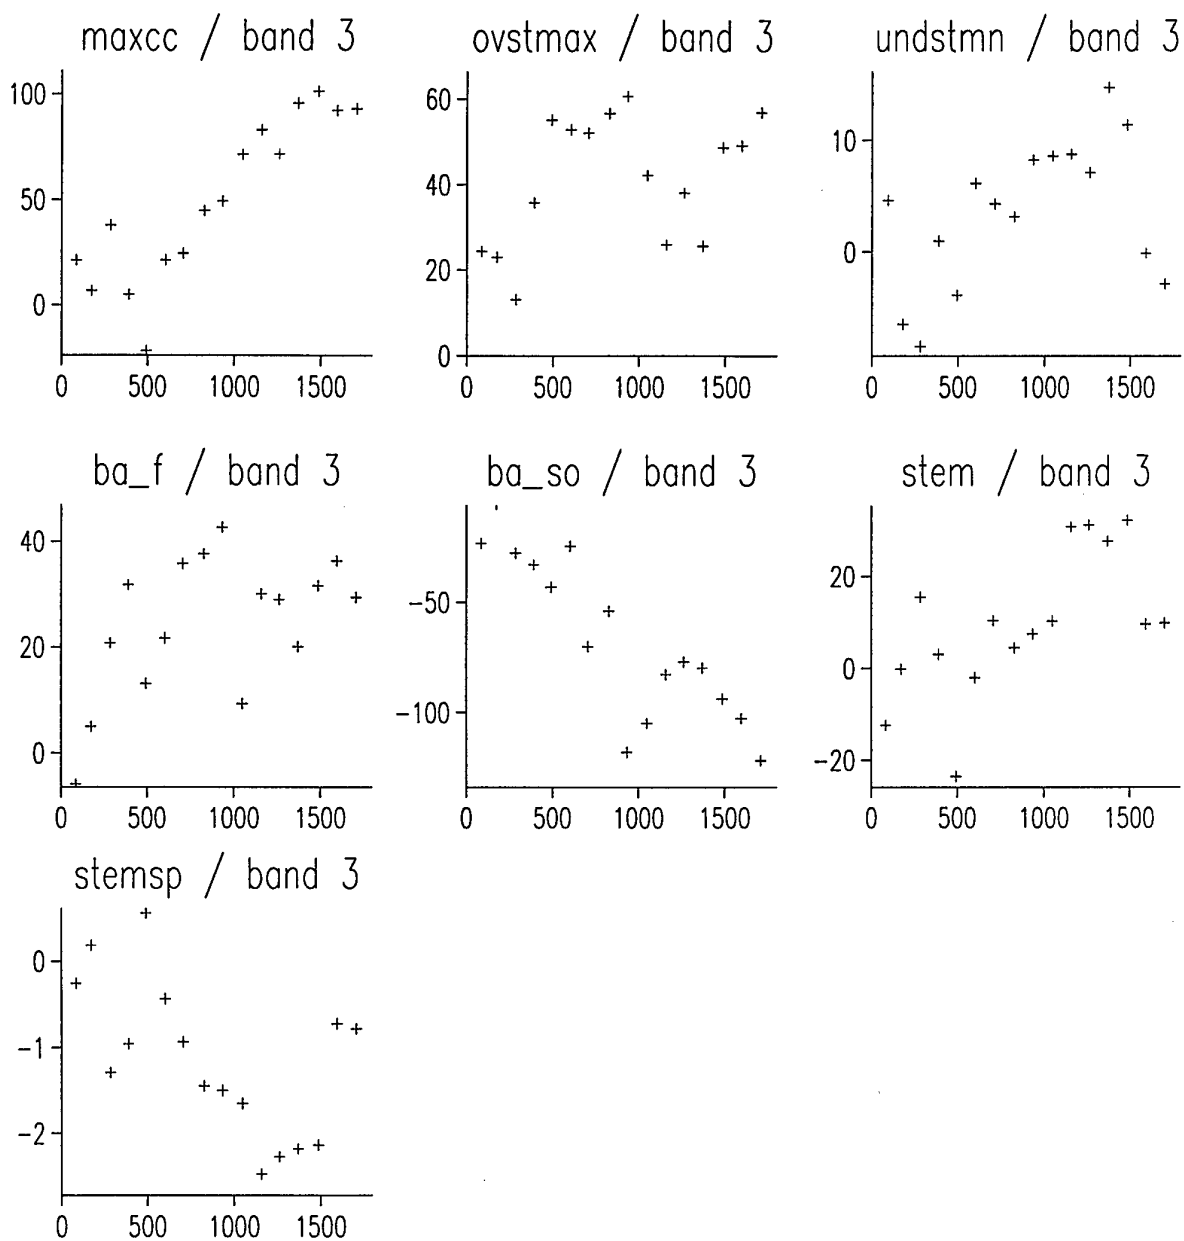 maxcc / band 3
100
50
0
0 500 1000 1500
ovstmax / band 3
60
40
20
0
0 500 1000 1500
undstmn / band 3
10
0
0 500 1000 1500
ba_f / band 3
40
20
0
0 500 1000 1500
ba_so / band 3
-50
-100
0 500 1000 1500
stem / band 3
20
0
-20
0 500 1000 1500
stemsp / band 3
0
-1
-2
0 500 1000 1500